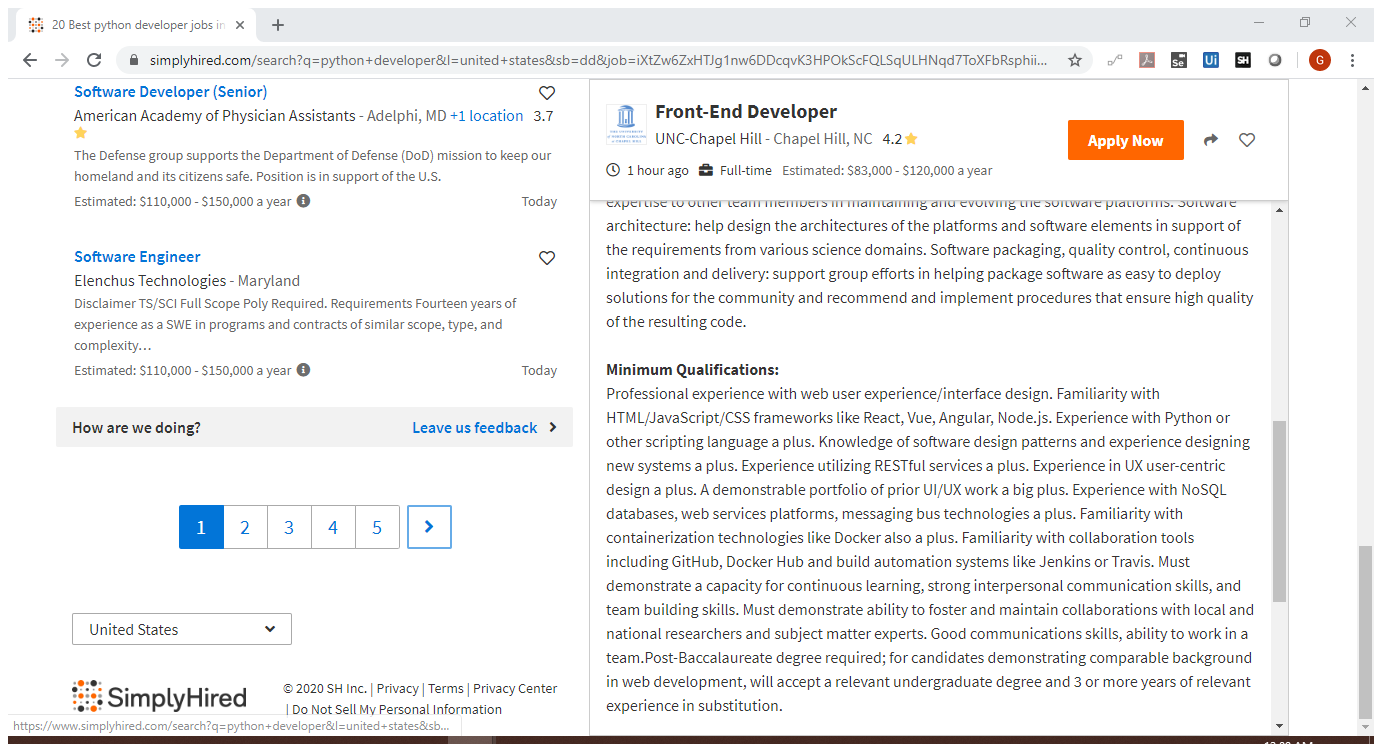 20 Best python developer jobs in
simplyhired.com/search?q=python+developer&l=united+states&sb=dd&job=iXtZw6ZxHTJg1nw6DDcqvK3HPOkScFQLSqULHNqd7ToXFbRsphii...
Se
Ui
SH
G
Software Developer (Senior)
American Academy of Physician Assistants - Adelphi, MD +1 location 3.7
The Defense group supports the Department of Defense (DoD) mission to keep our
homeland and its citizens safe. Position is in support of the U.S.
Estimated: $110,000 - $150,000 a year
Today
Software Engineer
Elenchus Technologies - Maryland
Disclaimer TS/SCI Full Scope Poly Required. Requirements Fourteen years of
experience as a SWE in programs and contracts of similar scope, type, and
complexity…
Estimated: $110,000 - $150,000 a year
Today
How are we doing?
Leave us feedback
1 2 3 4 5
United States
SimplyHired
© 2020 SH Inc. | Privacy | Terms | Privacy Center
| Do Not Sell My Personal Information
https://www.simplyhired.com/search?q=python+developer&l=united+states&sb...
Front-End Developer
UNC-Chapel Hill - Chapel Hill, NC 4.2
1 hour ago Full-time Estimated: $83,000 - $120,000 a year
Apply Now
expertise to other team members in maintaining and evolving the software platforms. Software
architecture: help design the architectures of the platforms and software elements in support of
the requirements from various science domains. Software packaging, quality control, continuous
integration and delivery: support group efforts in helping package software as easy to deploy
solutions for the community and recommend and implement procedures that ensure high quality
of the resulting code.
Minimum Qualifications:
Professional experience with web user experience/interface design. Familiarity with
HTML/JavaScript/CSS frameworks like React, Vue, Angular, Node.js. Experience with Python or
other scripting language a plus. Knowledge of software design patterns and experience designing
new systems a plus. Experience utilizing RESTful services a plus. Experience in UX user-centric
design a plus. A demonstrable portfolio of prior UI/UX work a big plus. Experience with NoSQL
databases, web services platforms, messaging bus technologies a plus. Familiarity with
containerization technologies like Docker also a plus. Familiarity with collaboration tools
including GitHub, Docker Hub and build automation systems like Jenkins or Travis. Must
demonstrate a capacity for continuous learning, strong interpersonal communication skills, and
team building skills. Must demonstrate ability to foster and maintain collaborations with local and
national researchers and subject matter experts. Good communications skills, ability to work in a
team.Post-Baccalaureate degree required; for candidates demonstrating comparable background
in web development, will accept a relevant undergraduate degree and 3 or more years of relevant
experience in substitution.